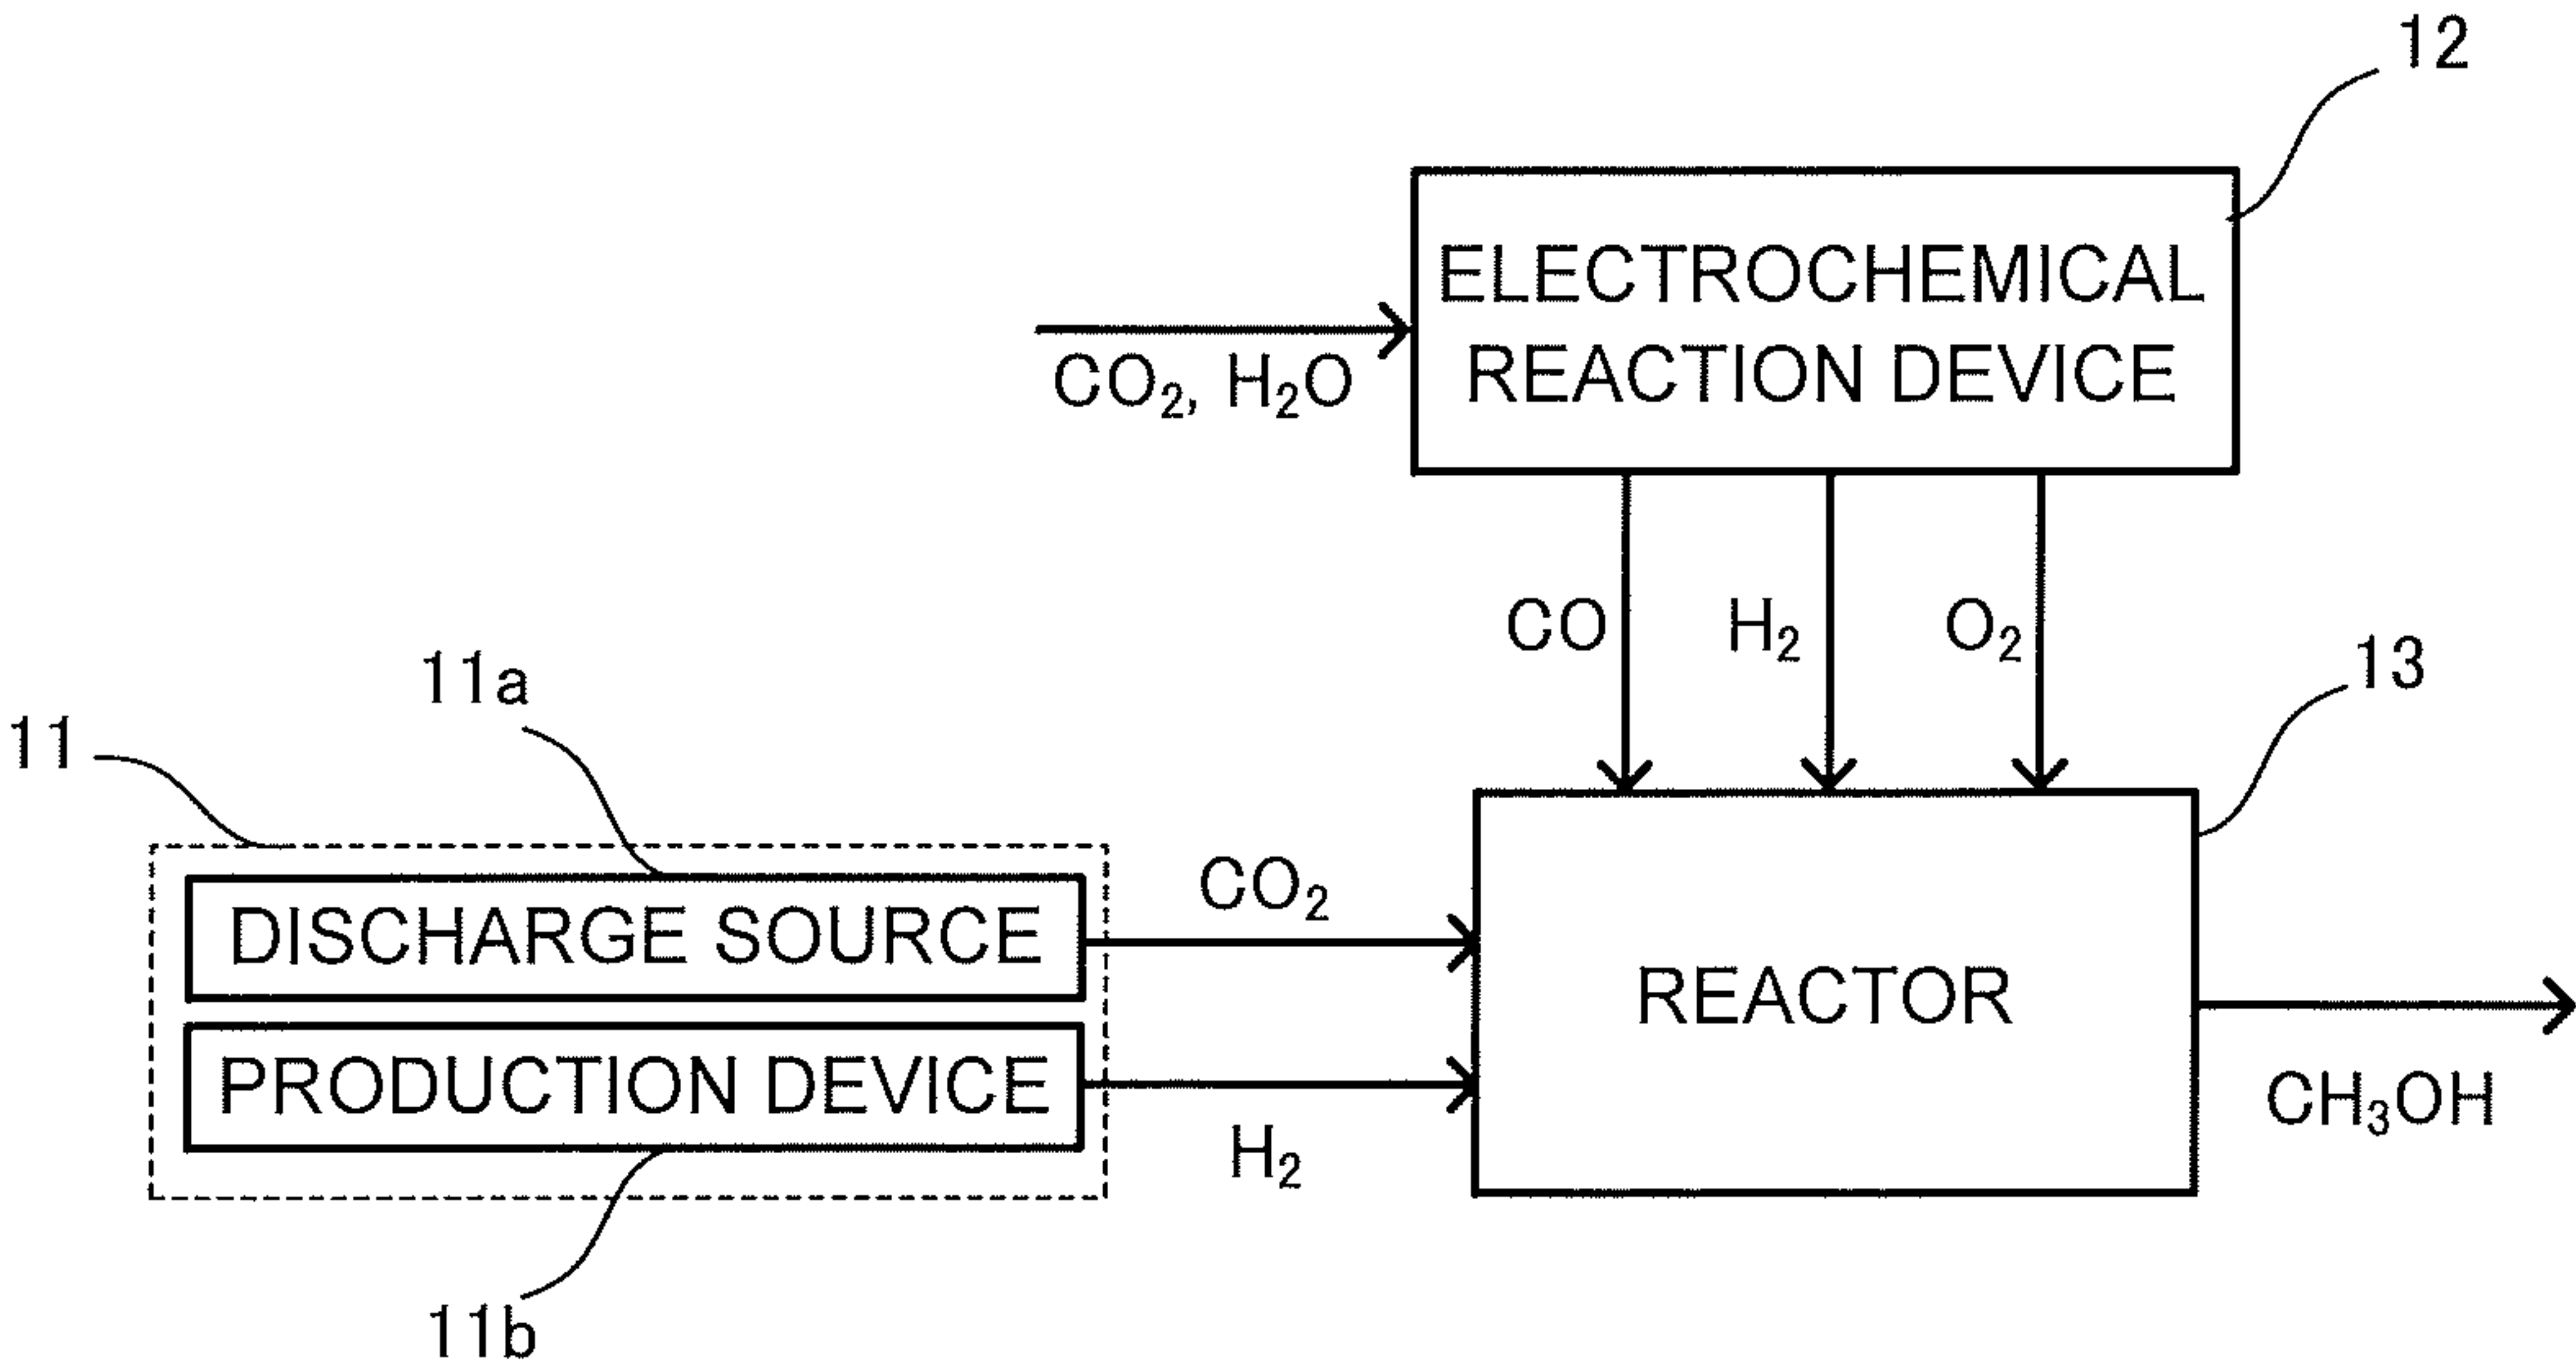 12
ELECTROCHEMICAL
REACTION DEVICE
CO₂, H₂O
CO
H₂
O₂
13
11a
11
DISCHARGE SOURCE
CO₂
REACTOR
PRODUCTION DEVICE
H₂
CH₃OH
11b